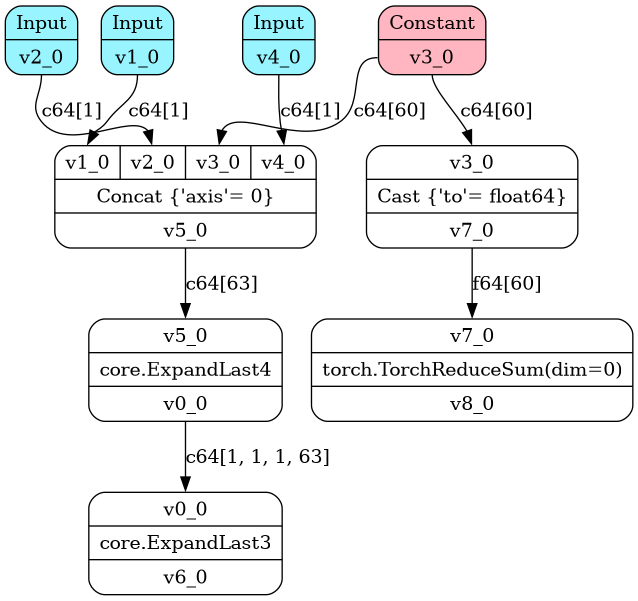 Input
v2_0
Input
v1_0
Input
v4_0
Constant
v3_0
c64[1]
c64[1]
c64[1]
c64[60]
c64[60]
v1_0 v2_0 v3_0 v4_0
Concat {'axis'= 0}
v5_0
v3_0
Cast {'to'= float64}
v7_0
c64[63]
f64[60]
v5_0
core.ExpandLast4
v0_0
v7_0
torch.TorchReduceSum(dim=0)
v8_0
c64[1, 1, 1, 63]
v0_0
core.ExpandLast3
v6_0